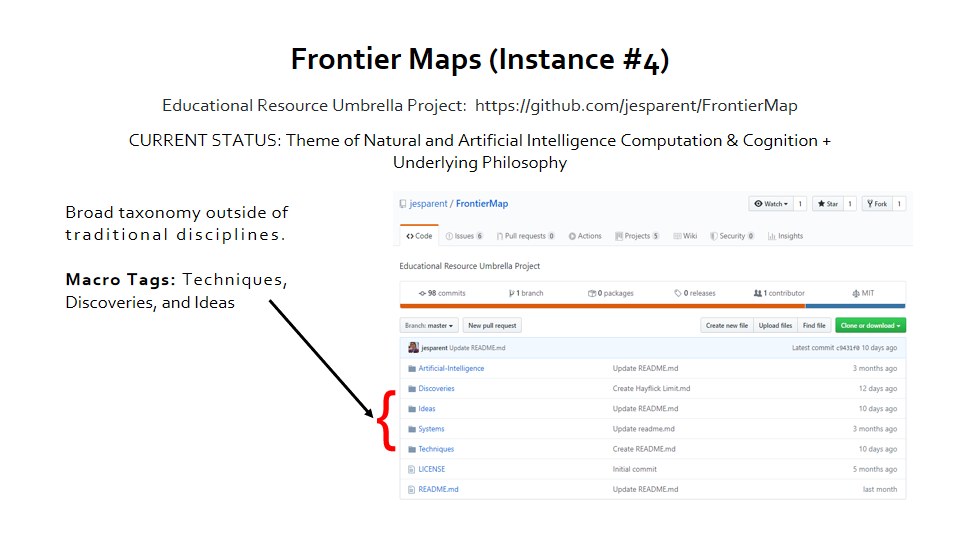 Frontier Maps (Instance #4)
Educational Resource Umbrella Project: https://github.com/jesparent/FrontierMap
CURRENT STATUS: Theme of Natural and Artificial Intelligence Computation & Cognition +
Underlying Philosophy
Broad taxonomy outside of
traditional disciplines.
Macro Tags: Techniques,
Discoveries, and Ideas
jesparent / FrontierMap
Watch 1 Star 1 Fork 1
Code Issues 6 Pull requests 0 Actions Projects 5 Wiki Security 0 Insights
Educational Resource Umbrella Project
98 commits 1 branch 0 packages 0 releases 1 contributor MIT
Branch: master New pull request Create new file Upload files Find file Clone or download
jesparent Update README.md Latest commit c9431f0 10 days ago
Artificial-Intelligence Update README.md 3 months ago
Discoveries Create Hayflick Limit.md 12 days ago
Ideas Update README.md 10 days ago
Systems Update readme.md 3 months ago
Techniques Create README.md 10 days ago
LICENSE Initial commit 5 months ago
README.md Update README.md last month